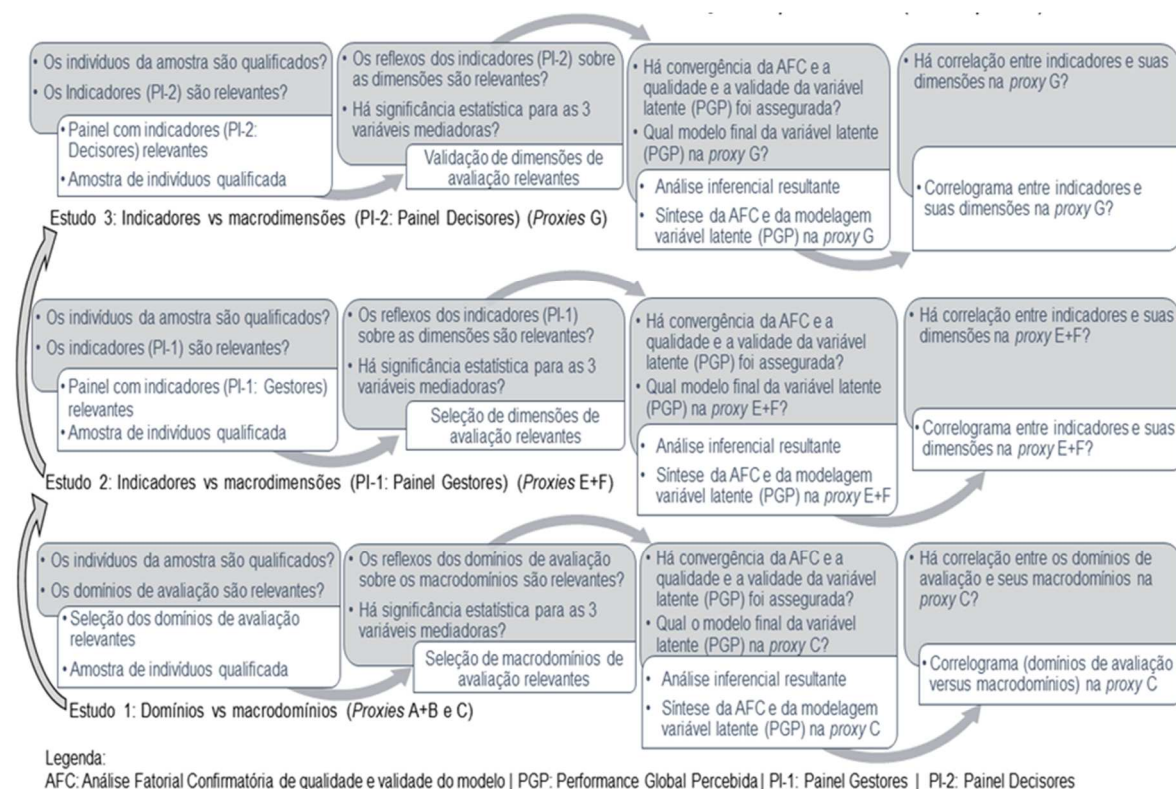 • Os indivíduos da amostra são qualificados?
• Os Indicadores (PI-2) são relevantes?
• Painel com indicadores (PI-2:
Decisores) relevantes
• Amostra de indivíduos qualificada
• Os reflexos dos indicadores (PI-2) sobre
as dimensões são relevantes?
• Há significância estatística para as 3
variáveis mediadoras?
Validação de dimensões de
avaliação relevantes
• Há convergência da AFC e a
qualidade e a validade da variável
latente (PGP) foi assegurada?
• Qual modelo final da variável latente
(PGP) na proxy G?
• Análise inferencial resultante
• Síntese da AFC e da modelagem
variável latente (PGP) na proxy G
• Há correlação entre indicadores e suas
dimensões na proxy G?
• Correlograma entre indicadores e
suas dimensões na proxy G?
Estudo 3: Indicadores vs macrodimensões (PI-2: Painel Decisores) (Proxies G)
• Os indivíduos da amostra são qualificados?
• Os indicadores (PI-1) são relevantes?
• Painel com indicadores (PI-1: Gestores)
relevantes
• Amostra de indivíduos qualificada
• Os reflexos dos indicadores (PI-1)
sobre as dimensões são relevantes?
• Há significância estatística para as 3
variáveis mediadoras?
Seleção de dimensões de
avaliação relevantes
• Há convergência da AFC e a
qualidade e a validade da variável
latente (PGP) foi assegurada?
• Qual modelo final da variável latente
(PGP) na proxy E+F?
• Análise inferencial resultante
• Síntese da AFC e da modelagem
variável latente (PGP) na proxy E+F
• Há correlação entre indicadores e suas
dimensões na proxy E+F?
• Correlograma entre indicadores e suas
dimensões na proxy E+F?
Estudo 2: Indicadores vs macrodimensões (PI-1: Painel Gestores) (Proxies E+F)
• Os indivíduos da amostra são qualificados?
• Os domínios de avaliação são relevantes?
• Seleção dos domínios de avaliação
relevantes
• Amostra de indivíduos qualificada
• Os reflexos dos domínios de avaliação
sobre os macrodomínios são relevantes?
• Há significância estatística para as 3
variáveis mediadoras?
Seleção de macrodomínios de
avaliação relevantes
• Há convergência da AFC e a
qualidade e a validade da variável
latente (PGP) foi assegurada?
• Qual o modelo final da variável
latente (PGP) na proxy C?
• Análise inferencial resultante
• Síntese da AFC e da modelagem
variável latente (PGP) na proxy C
• Há correlação entre os domínios de
avaliação e seus macrodomínios na
proxy C?
• Correlograma (domínios de avaliação
versus macrodomínios) na proxy C
Estudo 1: Domínios vs macrodomínios (Proxies A+B e C)
Legenda:
AFC: Análise Fatorial Confirmatória de qualidade e validade do modelo | PGP: Performance Global Percebida | PI-1: Painel Gestores | PI-2: Painel Decisores